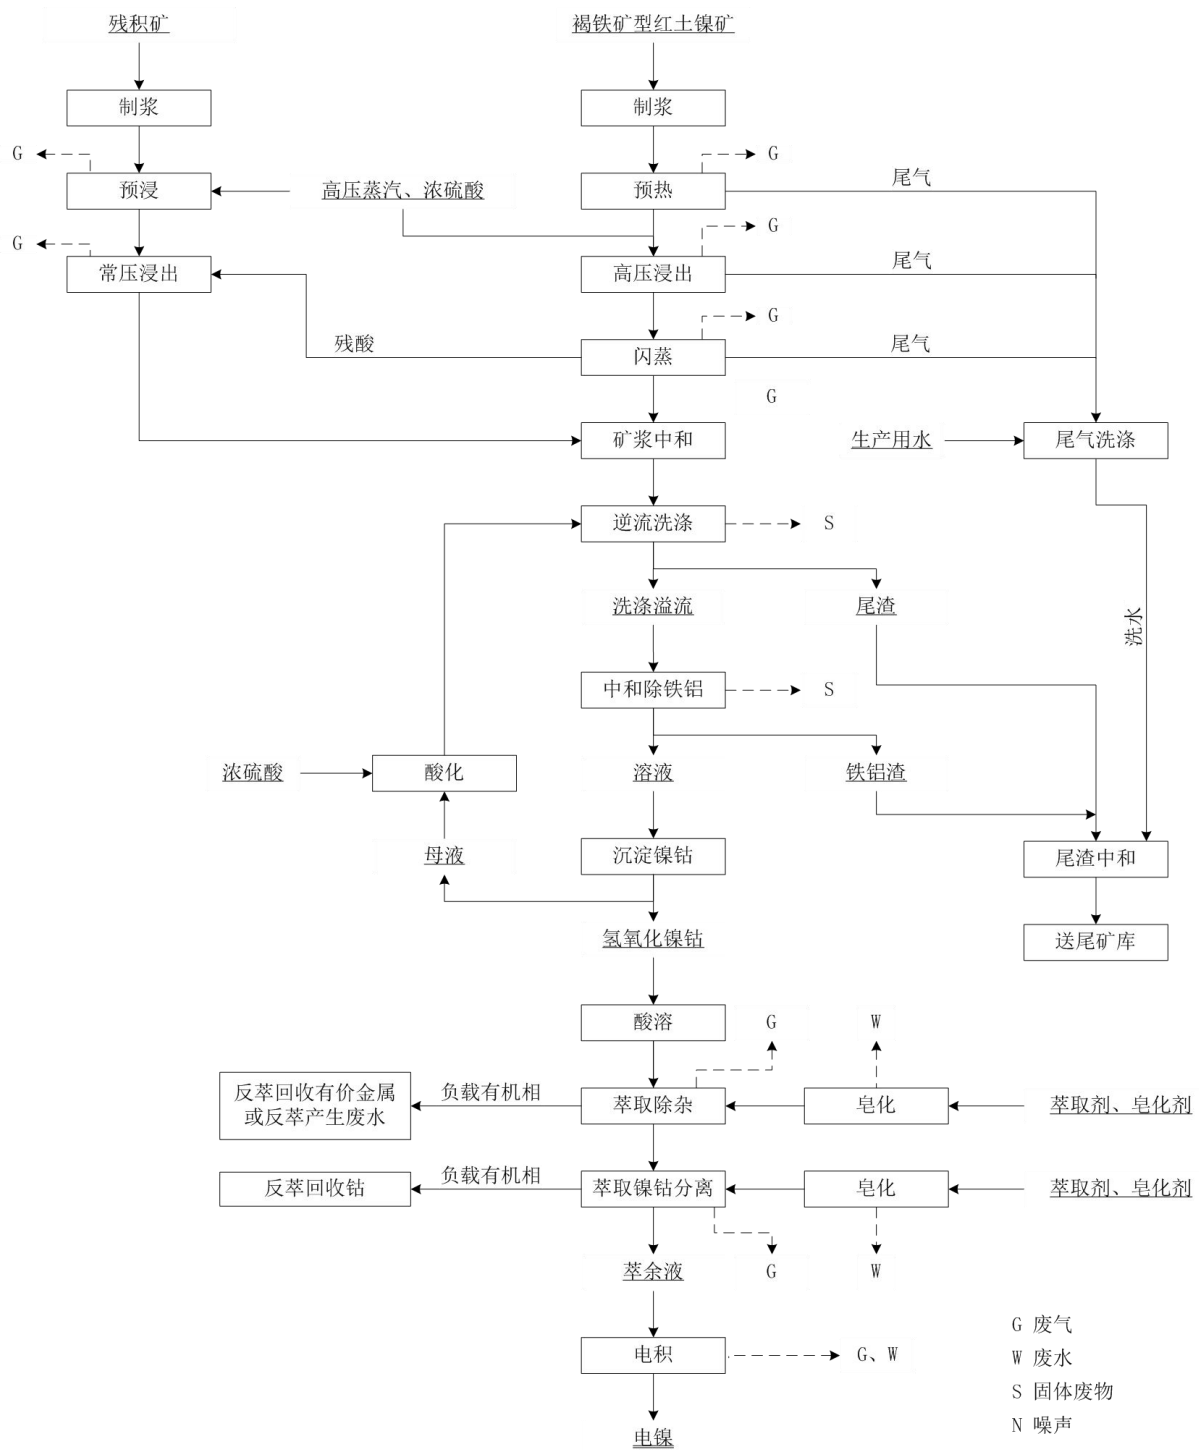 残积矿
褐铁矿型红土镍矿
制浆
制浆
G
G
预浸
高压蒸汽、浓硫酸
预热
尾气
G
G
常压浸出
高压浸出
尾气
G
残酸
闪蒸
尾气
G
矿浆中和
生产用水
尾气洗涤
逆流洗涤
S
洗涤溢流
尾渣
洗水
中和除铁铝
S
浓硫酸
酸化
溶液
铁铝渣
母液
沉淀镍钴
尾渣中和
氢氧化镍钴
送尾矿库
酸溶
G
W
反萃回收有价金属
或反萃产生废水
负载有机相
萃取除杂
皂化
萃取剂、皂化剂
反萃回收钴
负载有机相
萃取镍钴分离
皂化
萃取剂、皂化剂
萃余液
G
W
G 废气
电积
G、W
W 废水
S 固体废物
N 噪声
电镍